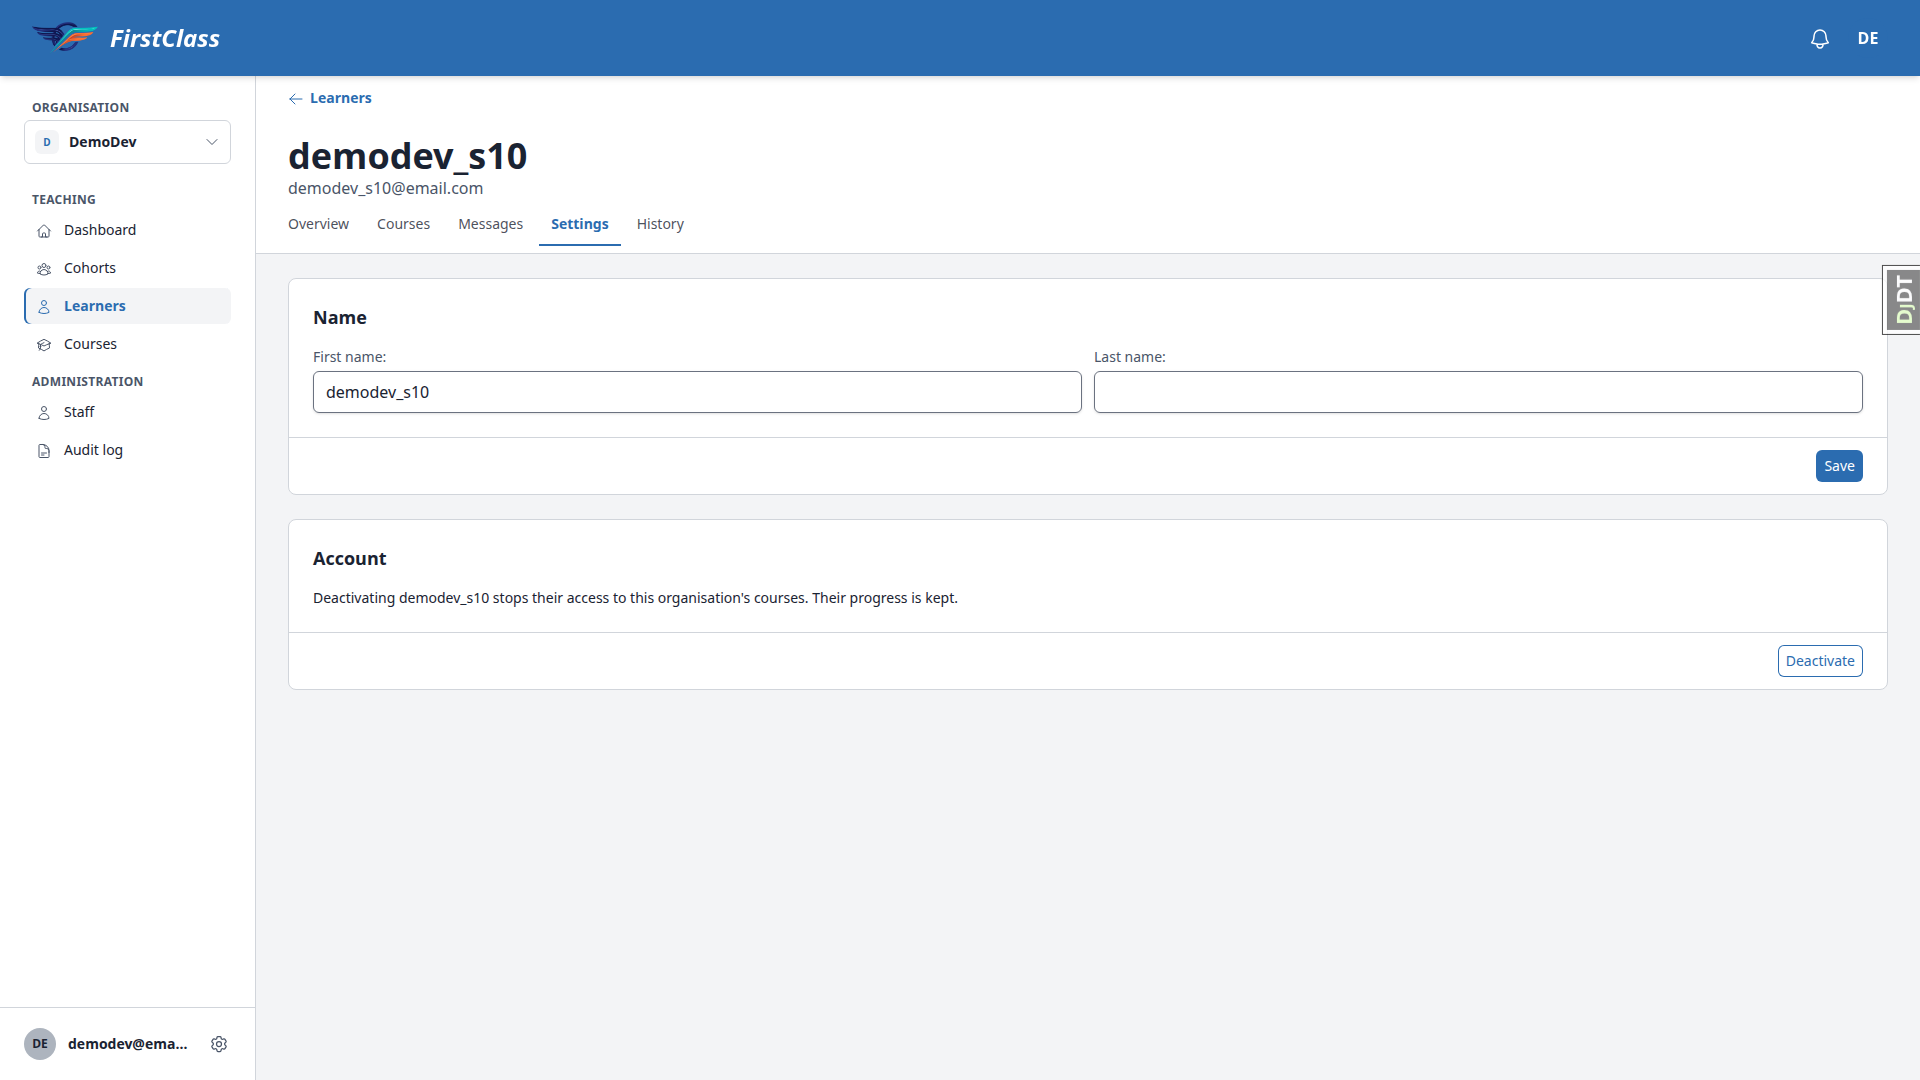 FirstClass
DE
ORGANISATION
D DemoDev
TEACHING
Dashboard
Cohorts
Learners
Courses
ADMINISTRATION
Staff
Audit log
DE demodev@ema...
Learners
demodev_s10
demodev_s10@email.com
Overview Courses Messages Settings History
Name
First name: Last name:
demodev_s10
Save
Account
Deactivating demodev_s10 stops their access to this organisation's courses. Their progress is kept.
Deactivate
DjDT